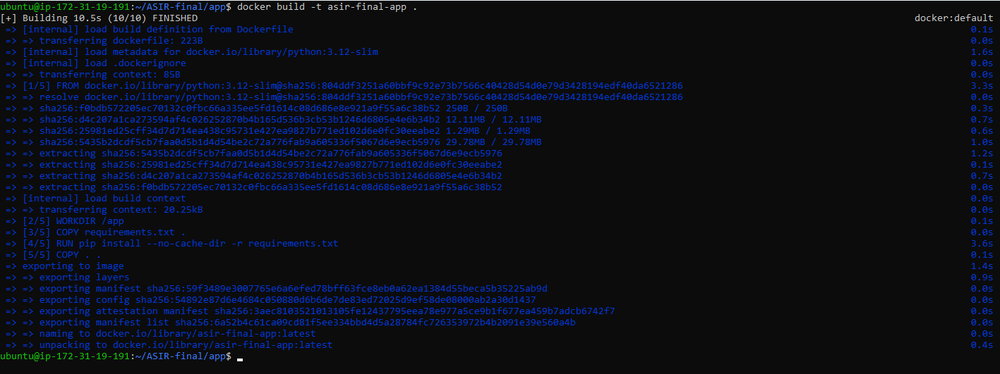 ubuntu@ip-172-31-19-191:~/ASIR-final/app$ docker build -t asir-final-app .
[+] Building 10.5s (10/10) FINISHED docker:default
=> [internal] load build definition from Dockerfile 0.1s
=> => transferring dockerfile: 223B 0.0s
=> [internal] load metadata for docker.io/library/python:3.12-slim 1.6s
=> [internal] load .dockerignore 0.0s
=> => transferring context: 85B 0.0s
=> [1/5] FROM docker.io/library/python:3.12-slim@sha256:804ddf3251a60bbf9c92e73b7566c40428d54d0e79d3428194edf40da6521286 3.3s
=> => resolve docker.io/library/python:3.12-slim@sha256:804ddf3251a60bbf9c92e73b7566c40428d54d0e79d3428194edf40da6521286 0.0s
=> => sha256:f0bdb572205ec70132c0fbc66a335ee5fd1614c08d686e8e921a9f55a6c38b52 250B / 250B 0.3s
=> => sha256:d4c207a1ca273594af4c026252870b4b165d536b3cb53b1246d6805e4e6b34b2 12.11MB / 12.11MB 0.7s
=> => sha256:25981ed25cff34d7d714ea438c95731e427ea9827b771ed102d6e0fc30eeabe2 1.29MB / 1.29MB 0.6s
=> => sha256:5435b2dcdf5cb7faa0d5b1d4d54be2c72a776fab9a605336f5067d6e9ecb5976 29.78MB / 29.78MB 1.0s
=> => extracting sha256:5435b2dcdf5cb7faa0d5b1d4d54be2c72a776fab9a605336f5067d6e9ecb5976 1.2s
=> => extracting sha256:25981ed25cff34d7d714ea438c95731e427ea9827b771ed102d6e0fc30eeabe2 0.1s
=> => extracting sha256:d4c207a1ca273594af4c026252870b4b165d536b3cb53b1246d6805e4e6b34b2 0.7s
=> => extracting sha256:f0bdb572205ec70132c0fbc66a335ee5fd1614c08d686e8e921a9f55a6c38b52 0.0s
=> [internal] load build context 0.0s
=> => transferring context: 20.25kB 0.0s
=> [2/5] WORKDIR /app 0.1s
=> [3/5] COPY requirements.txt . 0.0s
=> [4/5] RUN pip install --no-cache-dir -r requirements.txt 3.6s
=> [5/5] COPY . . 0.1s
=> exporting to image 1.4s
=> => exporting layers 0.9s
=> => exporting manifest sha256:59f3489e3007765e6a6efed78bff63fce8eb0a62ea1384d55beca5b35225ab9d 0.0s
=> => exporting config sha256:54892e87d6e4684c050880d6b6de7de83ed72025d9ef58de08000ab2a30d1437 0.0s
=> => exporting attestation manifest sha256:3aec8103521013105fe12437795eea78e977a5ce9b1f677ea459b7adcb6742f7 0.0s
=> => exporting manifest list sha256:6a52b4c61ca09cd81f5ee334bbd4d5a28784fc726353972b4b2091e39e560a4b 0.0s
=> => naming to docker.io/library/asir-final-app:latest 0.0s
=> => unpacking to docker.io/library/asir-final-app:latest 0.4s
ubuntu@ip-172-31-19-191:~/ASIR-final/app$